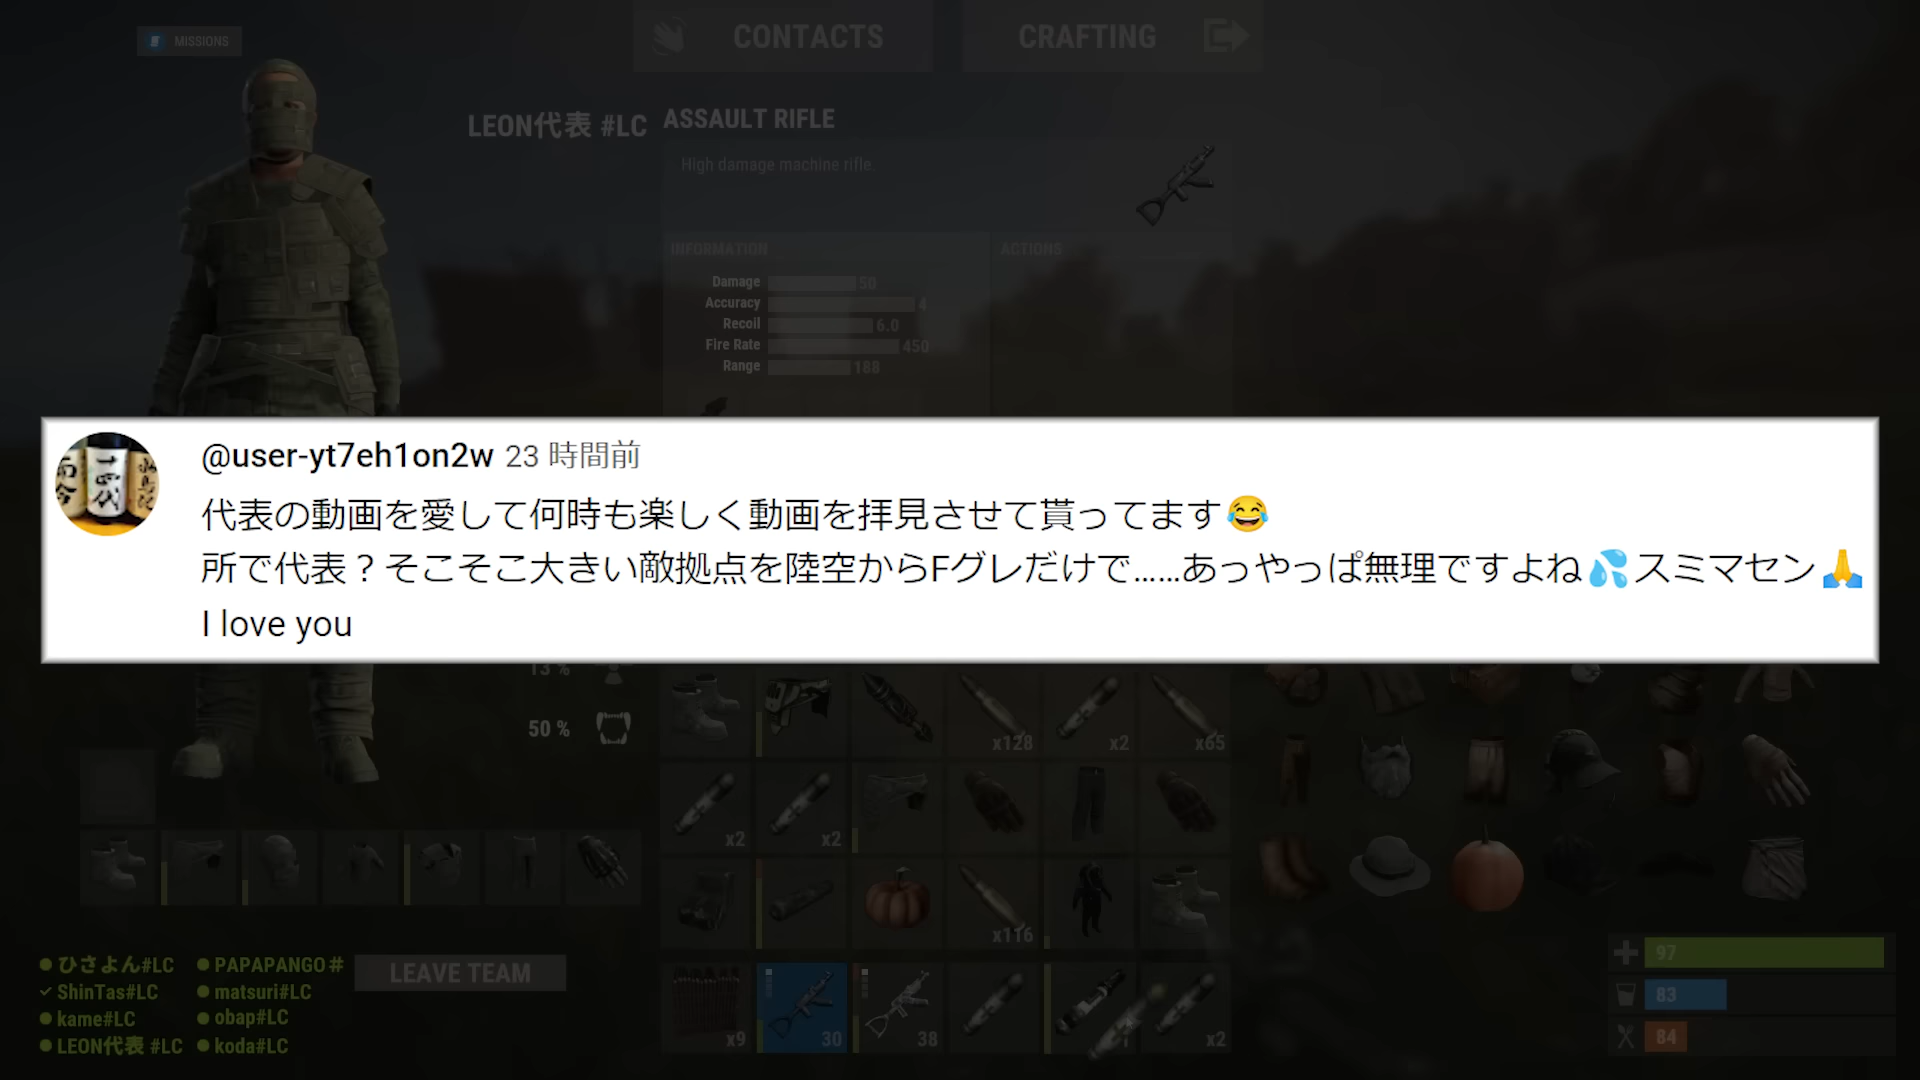 MISSIONS
CONTACTS
CRAFTING
LEON代表 #LC
ASSAULT RIFLE
High damage machine rifle.
INFORMATION
ACTIONS
Damage 50
Accuracy 4
Recoil 6.0
Fire Rate 450
Range 188
@user-yt7eh1on2w 23 時間前
代表の動画を愛して何時も楽しく動画を拝見させて貰ってます😂
所で代表？そこそこ大きい敵拠点を陸空からFグレだけで……あっやっぱ無理ですよね💦スミマセン🙏
I love you
13 %
50 %
x128
x2
x65
x2
x2
x116
x9
30
38
x2
ひさよん#LC
PAPAPANGO#
ShinTas#LC
matsuri#LC
kame#LC
obap#LC
LEON代表 #LC
koda#LC
LEAVE TEAM
97
83
84